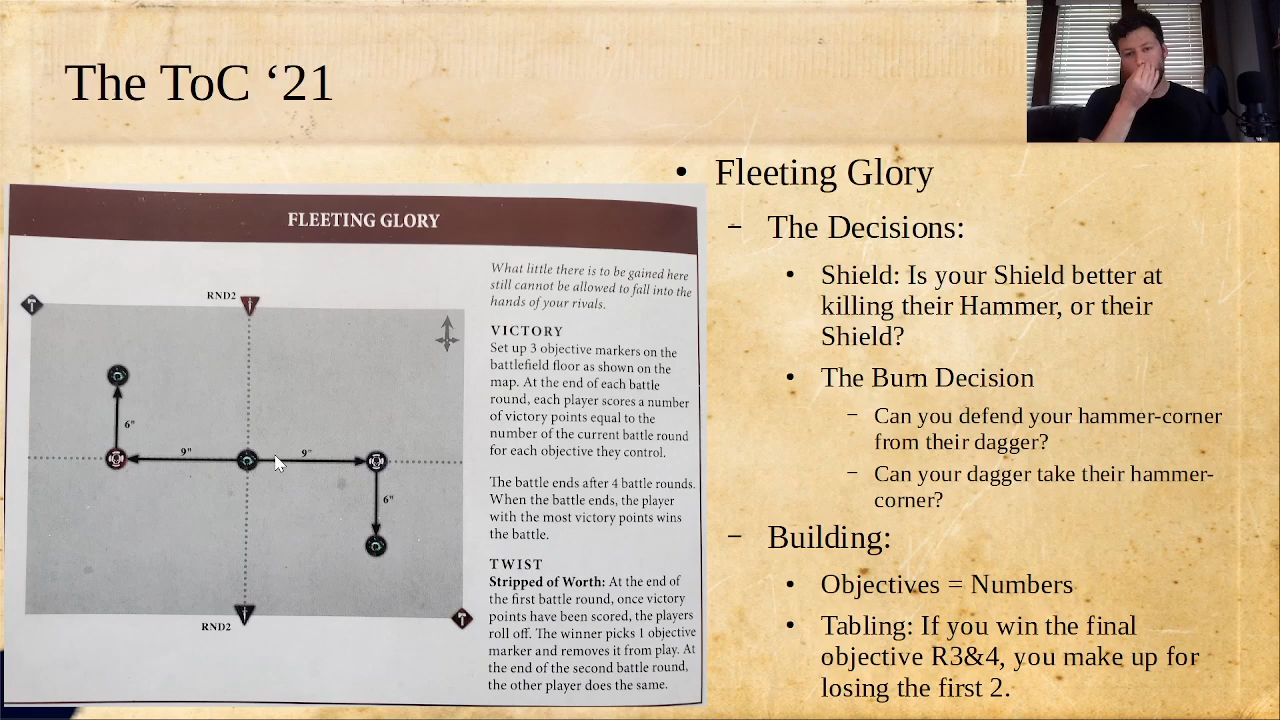 The ToC ‘21
FLEETING GLORY
RND2
6"
9"
9"
6"
RND2
What little there is to be gained here
still cannot be allowed to fall into the
hands of your rivals.
VICTORY
Set up 3 objective markers on the
battlefield floor as shown on the
map. At the end of each battle
round, each player scores a number
of victory points equal to the
number of the current battle round
for each objective they control.
The battle ends after 4 battle rounds.
When the battle ends, the player
with the most victory points wins
the battle.
TWIST
Stripped of Worth: At the end of
the first battle round, once victory
points have been scored, the players
roll off. The winner picks 1 objective
marker and removes it from play. At
the end of the second battle round,
the other player does the same.
• Fleeting Glory
– The Decisions:
• Shield: Is your Shield better at
killing their Hammer, or their
Shield?
• The Burn Decision
– Can you defend your hammer-corner
from their dagger?
– Can your dagger take their hammer-
corner?
– Building:
• Objectives = Numbers
• Tabling: If you win the final
objective R3&4, you make up for
losing the first 2.